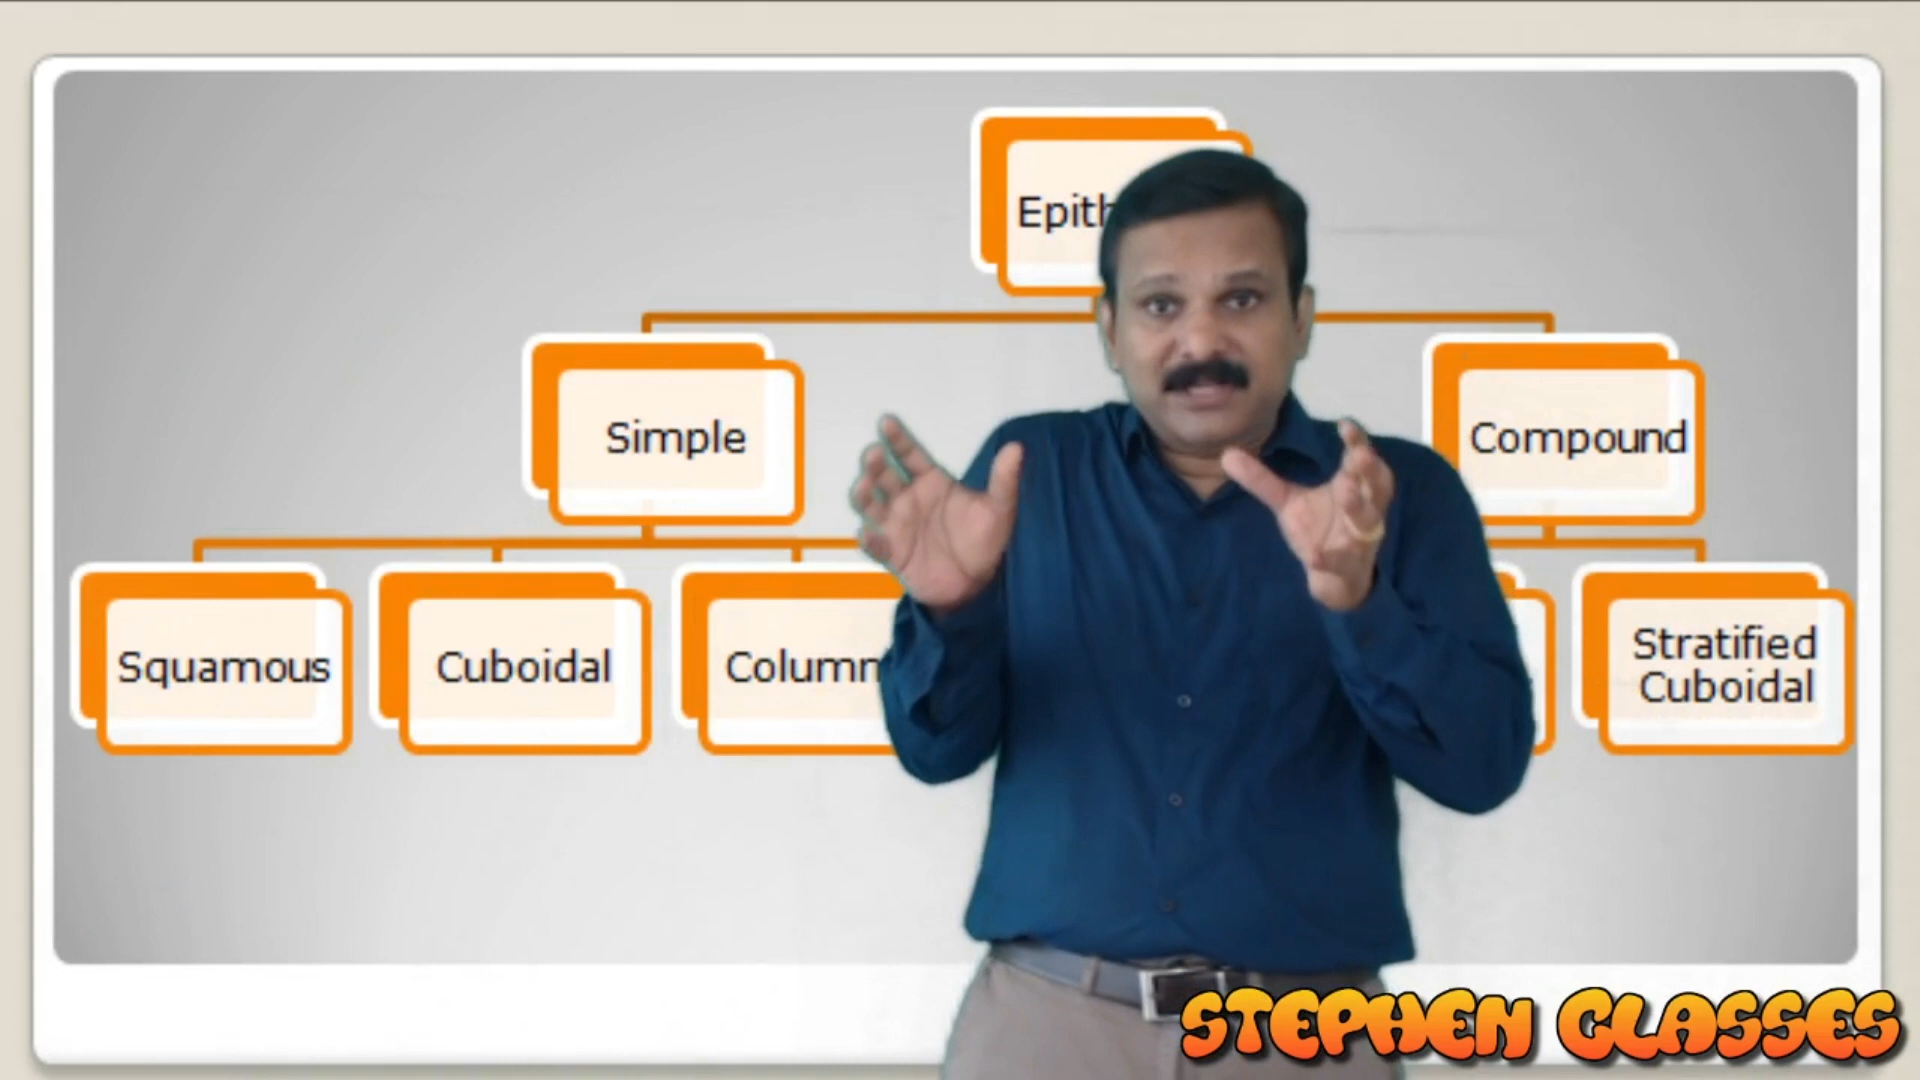 Simple
Compound
Squamous
Cuboidal
Stratified
Cuboidal
STEPHEN CLASSES